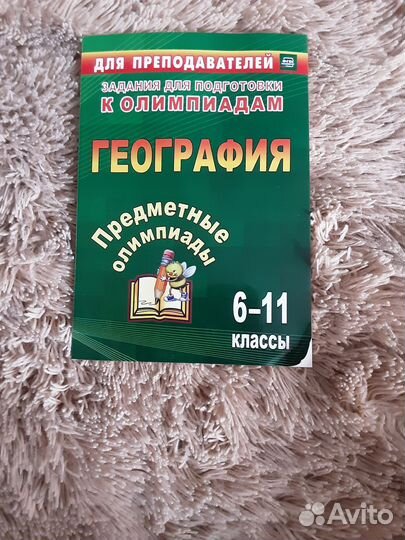 ДЛЯ ПРЕПОДАВАТЕЛЕЙ
ЗАДАНИЯ ДЛЯ ПОДГОТОВКИ
К ОЛИМПИАДАМ
ГЕОГРАФИЯ
Предметные
олимпиады
6–11
классы
Avito